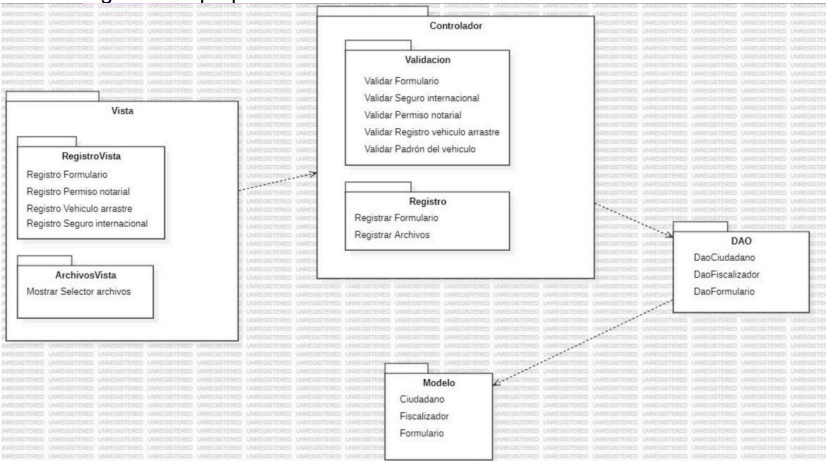 Controlador
Validacion
Validar Formulario
Validar Seguro internacional
Validar Permiso notarial
Validar Registro vehiculo arrastre
Validar Padrón del vehiculo
Registro
Registrar Formulario
Registrar Archivos
Vista
RegistroVista
Registro Formulario
Registro Permiso notarial
Registro Vehiculo arrastre
Registro Seguro internacional
ArchivosVista
Mostrar Selector archivos
DAO
DaoCiudadano
DaoFiscalizador
DaoFormulario
Modelo
Ciudadano
Fiscalizador
Formulario
UNREGISTERED